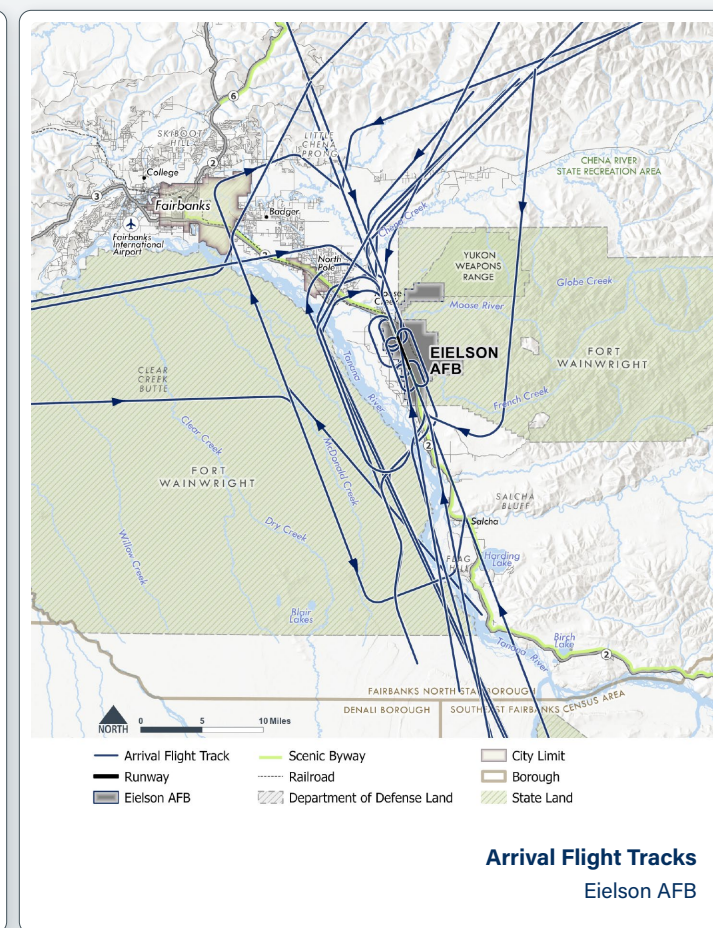 6
SKIBOOT
HILLZ
LITTLE
CHENA
PRONG
2
CHENA RIVER
STATE RECREATION AREA
College
3
Fairbanks
Badger
Chena Creek
Fairbanks
International
Airport
North
Pole
YUKON
WEAPONS
RANGE
Globe Creek
Moose
Creek
Moose River
EIELSON
AFB
FORT
WAINWRIGHT
CLEAR
CREEK
BUTTE
Tanana
River
French Creek
Clear Creek
McDonald Creek
2
FORT
WAINWRIGHT
SALCHA
BLUFF
Salcha
Dry Creek
Willow Creek
FLAG
HILL
Harding
Lake
Blair
Lakes
Birch
Lake
Tanana River
2
FAIRBANKS NORTH STAR BOROUGH
DENALI BOROUGH
SOUTHEAST FAIRBANKS CENSUS AREA
NORTH
0 5 10 Miles
Arrival Flight Track
Scenic Byway
City Limit
Runway
Railroad
Borough
Eielson AFB
Department of Defense Land
State Land
Arrival Flight Tracks
Eielson AFB